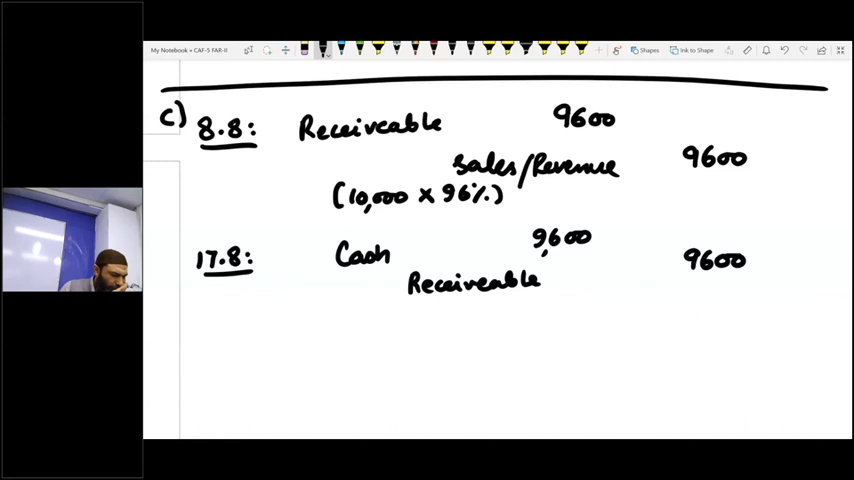 My Notebook » CAF-5 FAR-II
Shapes
Ink to Shape
c) 8.8: Receiveable 9600
Sales/Revenue 9600
(10,000 × 96%)
17.8: Cash 9,600
Receiveable 9600